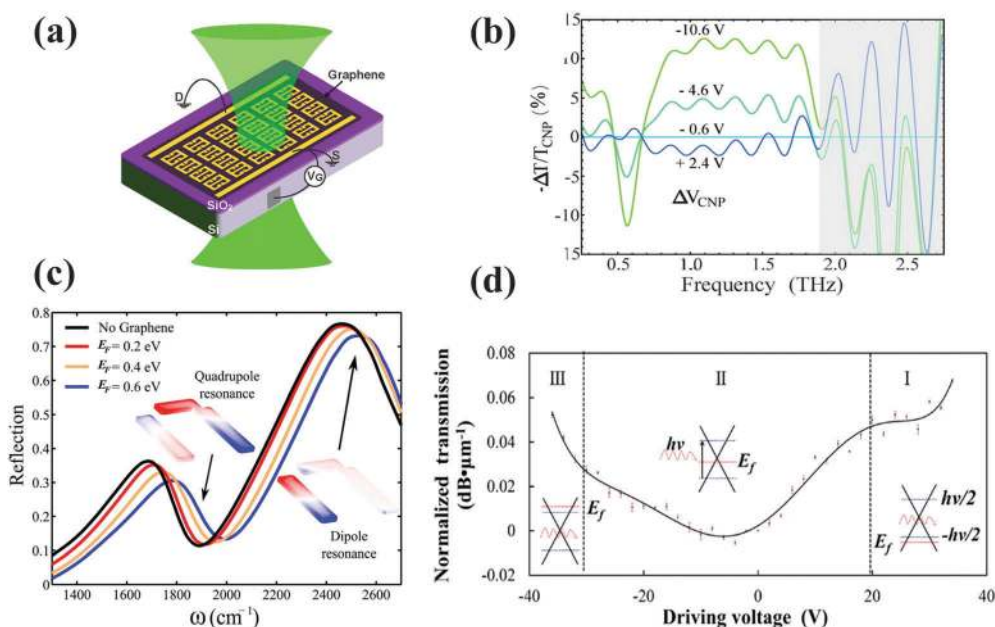 (a)
Graphene
D
S
VG
SiO2
Si
(b)
-ΔT/TCNP (%)
15
10
5
0
-5
-10
15
-10.6 V
- 4.6 V
- 0.6 V
+ 2.4 V
ΔVCNP
0.5
1.0
1.5
2.0
2.5
Frequency (THz)
(c)
Reflection
0.8
0.7
0.6
0.5
0.4
0.3
0.2
0.1
No Graphene
EF = 0.2 eV
EF = 0.4 eV
EF = 0.6 eV
Quadrupole
resonance
Dipole
resonance
1400
1600
1800
2000
2200
2400
2600
ω (cm⁻¹)
(d)
Normalized transmission
(dB•μm⁻¹)
0.08
0.06
0.04
0.02
0
-0.02
III
II
I
hν
Ef
Ef
hν/2
-hν/2
Ef
-40
-20
0
20
40
Driving voltage (V)